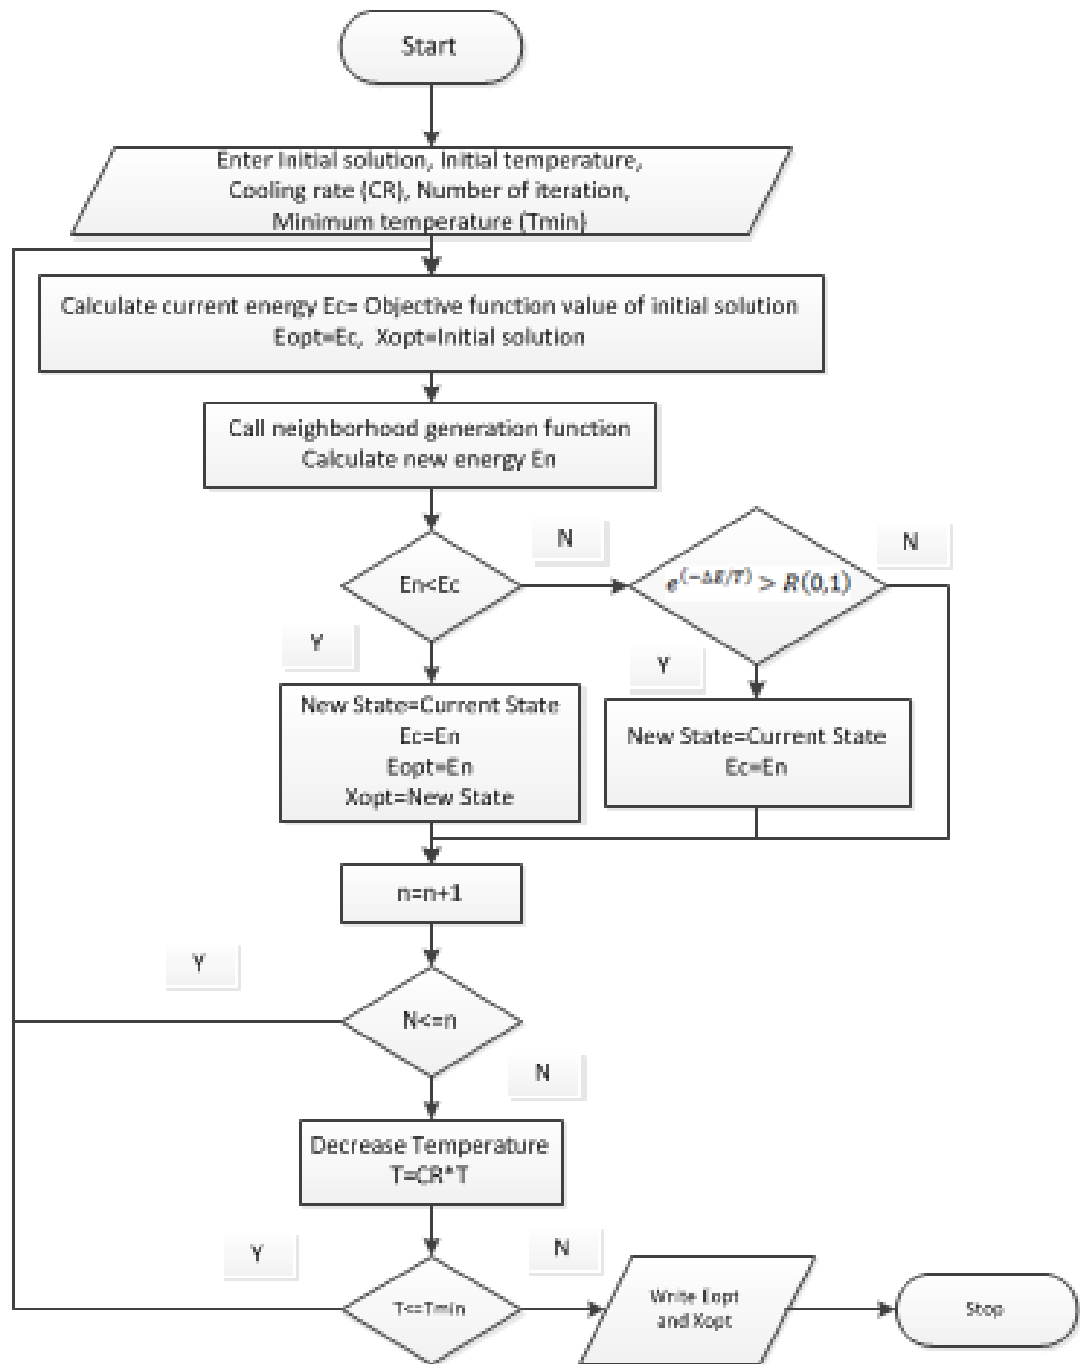 Start
Enter Initial solution, Initial temperature,
Cooling rate (CR), Number of iteration,
Minimum temperature (Tmin)
Calculate current energy Ec= Objective function value of initial solution
Eopt=Ec, Xopt=Initial solution
Call neighborhood generation function
Calculate new energy En
En<Ec
N
e^(-ΔE/T) > R(0,1)
N
Y
Y
New State=Current State
Ec=En
Eopt=En
Xopt=New State
New State=Current State
Ec=En
n=n+1
Y
N<=n
N
Decrease Temperature
T=CR*T
Y
N
T<=Tmin
Write Eopt
and Xopt
Stop